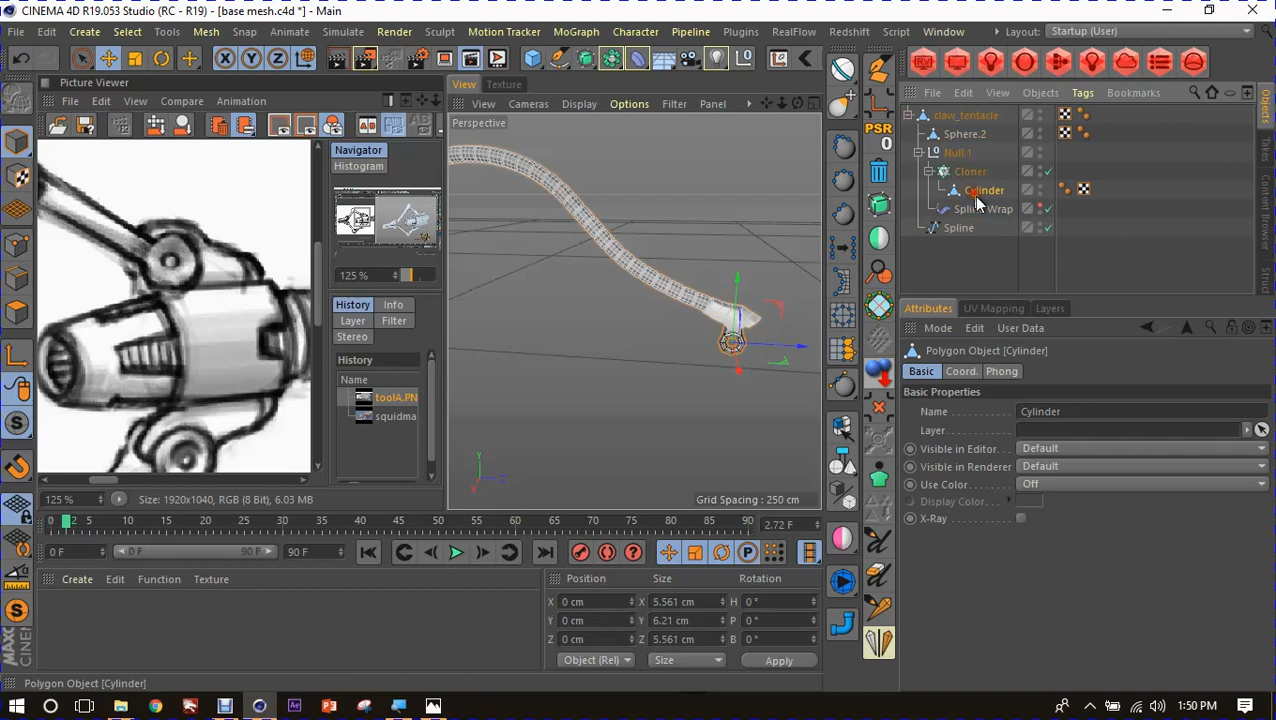 CINEMA 4D R19.053 Studio (RC - R19) - [base mesh.c4d *] - Main
File Edit Create Select Tools Mesh Snap Animate Simulate Render Sculpt Motion Tracker MoGraph Character Pipeline Plugins RealFlow Redshift Script Window Layout: Startup (User)
Picture Viewer
File Edit View Compare Animation
Navigator
Histogram
125 %
History Info
Layer Filter
Stereo
History
Name
toolA.PN
squidma
125 % Size: 1920x1040, RGB (8 Bit), 6.03 MB
View Texture
View Cameras Display Options Filter Panel
Perspective
Grid Spacing : 250 cm
RV
PSR
0
File Edit View Objects Tags Bookmarks
claw_tentacle
Sphere.2
Null.1
Cloner
Cylinder
Spline Wrap
Spline
Objects
Takes
Content Browser
Struct
Attributes UV Mapping Layers
Mode Edit User Data
Polygon Object [Cylinder]
Basic Coord. Phong
Basic Properties
Name Cylinder
Layer
Visible in Editor Default
Visible in Renderer Default
Use Color Off
Display Color
X-Ray
0 2 5 10 15 20 25 30 35 40 45 50 55 60 65 70 75 80 85 90 2.72 F
0 F 0 F 90 F 90 F
Create Edit Function Texture
Position Size Rotation
X 0 cm X 5.561 cm H 0 °
Y 0 cm Y 6.21 cm P 0 °
Z 0 cm Z 5.561 cm B 0 °
Object (Rel) Size Apply
Polygon Object [Cylinder]
1:50 PM